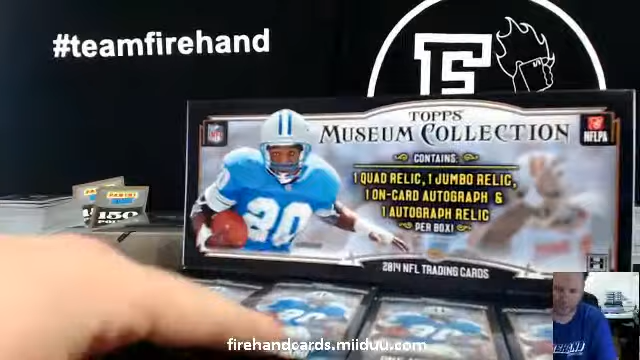 #teamfirehand
F
TOPPS
MUSEUM COLLECTION
NFL
NFLPA
CONTAINS:
1 QUAD RELIC, 1 JUMBO RELIC,
1 ON-CARD AUTOGRAPH &
1 AUTOGRAPH RELIC
PER BOX!
20
2014 NFL TRADING CARDS
H
PANINI
150
firehandcards.miiduu.com